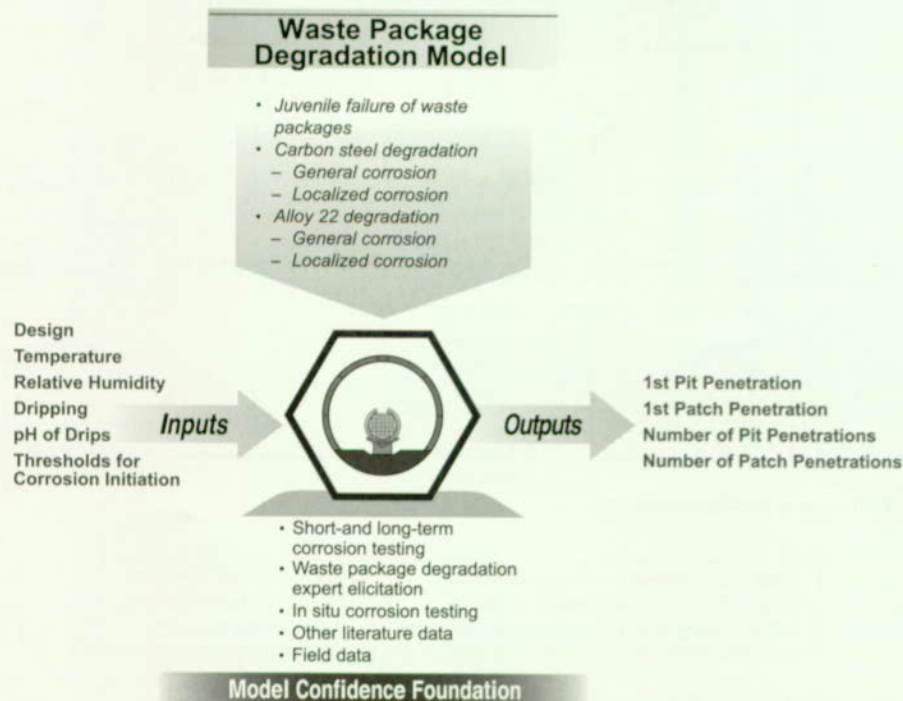 Waste Package
Degradation Model
• Juvenile failure of waste
packages
• Carbon steel degradation
– General corrosion
– Localized corrosion
• Alloy 22 degradation
– General corrosion
– Localized corrosion
Design
Temperature
Relative Humidity
Dripping
pH of Drips
Thresholds for
Corrosion Initiation
Inputs
Outputs
1st Pit Penetration
1st Patch Penetration
Number of Pit Penetrations
Number of Patch Penetrations
• Short-and long-term
corrosion testing
• Waste package degradation
expert elicitation
• In situ corrosion testing
• Other literature data
• Field data
Model Confidence Foundation